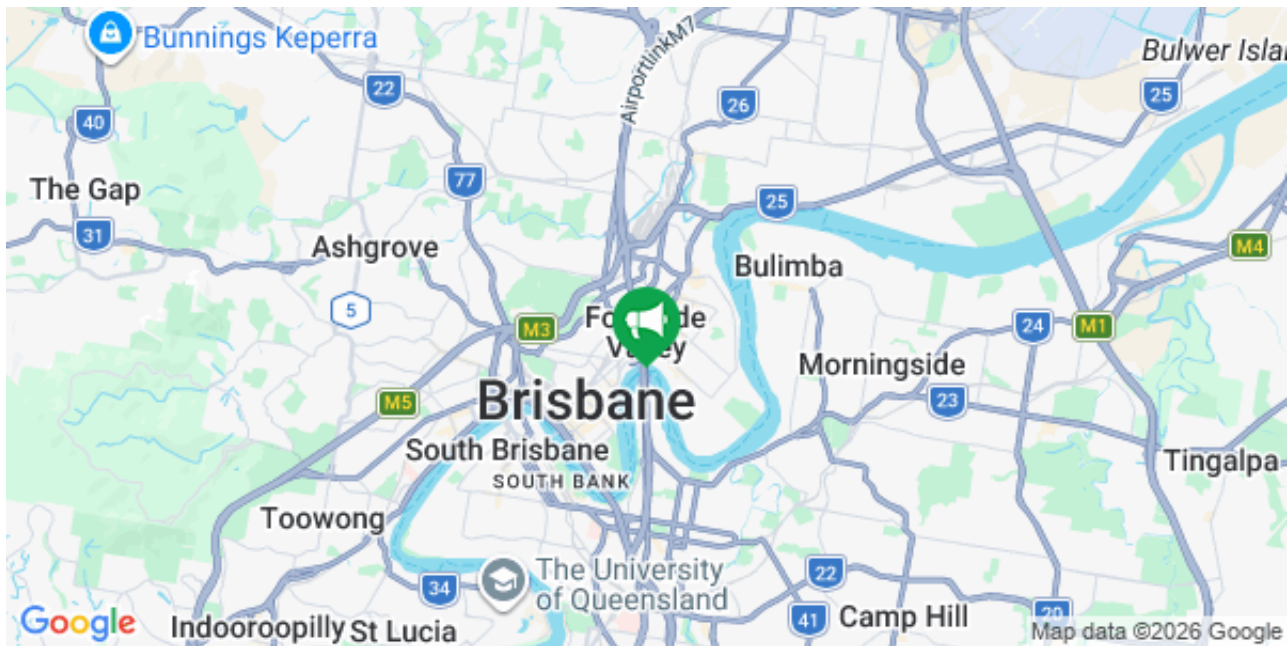 Bunnings Keperra
AirportlinkM7
Bulwer Isla
22
26
25
40
The Gap
77
31
Ashgrove
25
M4
Bulimba
5
M3
24
M1
Morningside
M5
Brisbane
23
South Brisbane
SOUTH BANK
Tingalpa
Toowong
34
The University
of Queensland
22
41
Camp Hill
Google
Indooroopilly
St Lucia
Map data ©2026 Google